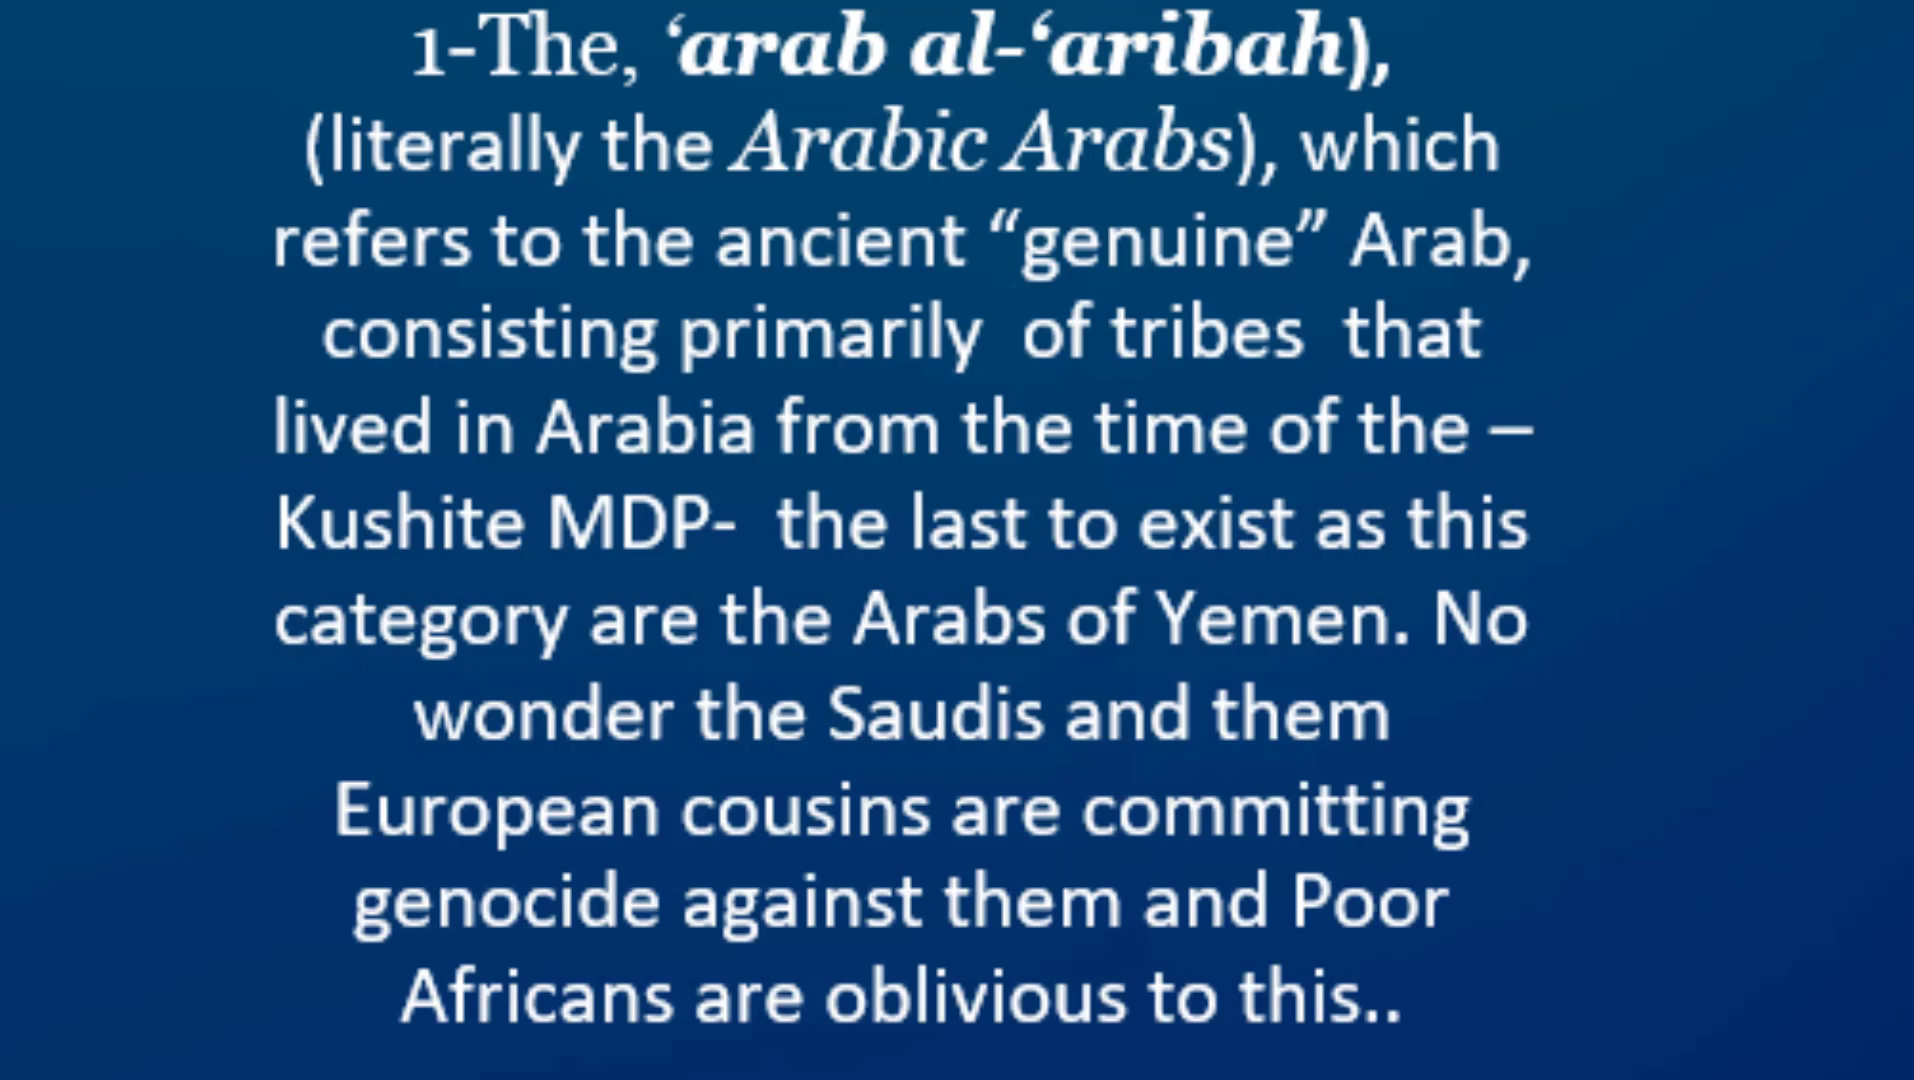 1-The, ‘arab al-‘aribah),
(literally the Arabic Arabs), which
refers to the ancient “genuine” Arab,
consisting primarily of tribes that
lived in Arabia from the time of the –
Kushite MDP- the last to exist as this
category are the Arabs of Yemen. No
wonder the Saudis and them
European cousins are committing
genocide against them and Poor
Africans are oblivious to this..